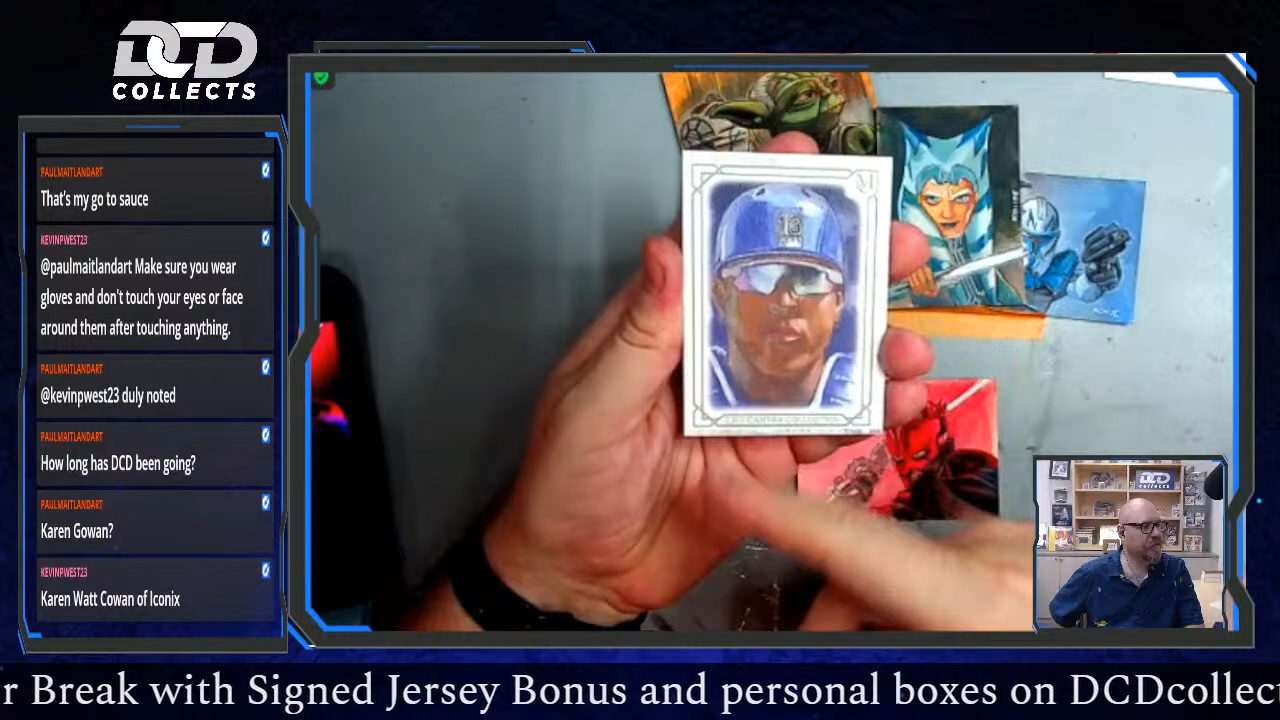 DCD
COLLECTS
PAULMAITLANDART
That's my go to sauce
KEVINPWEST23
@paulmaitlandart Make sure you wear
gloves and don't touch your eyes or face
around them after touching anything.
PAULMAITLANDART
@kevinpwest23 duly noted
PAULMAITLANDART
How long has DCD been going?
PAULMAITLANDART
Karen Gowan?
KEVINPWEST23
Karen Watt Cowan of Iconix
13
DCD
COLLECTS
r Break with Signed Jersey Bonus and personal boxes on DCDcollect